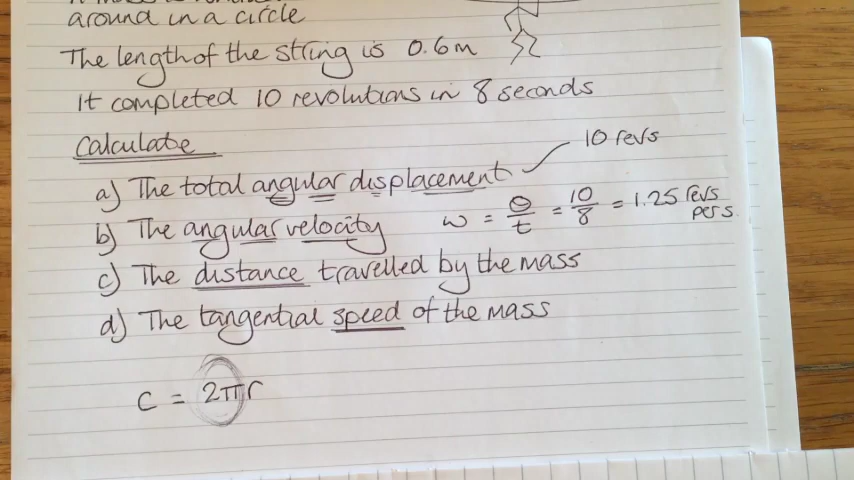 around in a circle
The length of the string is 0.6m
It completed 10 revolutions in 8 seconds
Calculate
10 revs
a) The total angular displacement
b) The angular velocity ω = θ/t = 10/8 = 1.25 revs per s.
c) The distance travelled by the mass
d) The tangential speed of the mass
C = 2πr